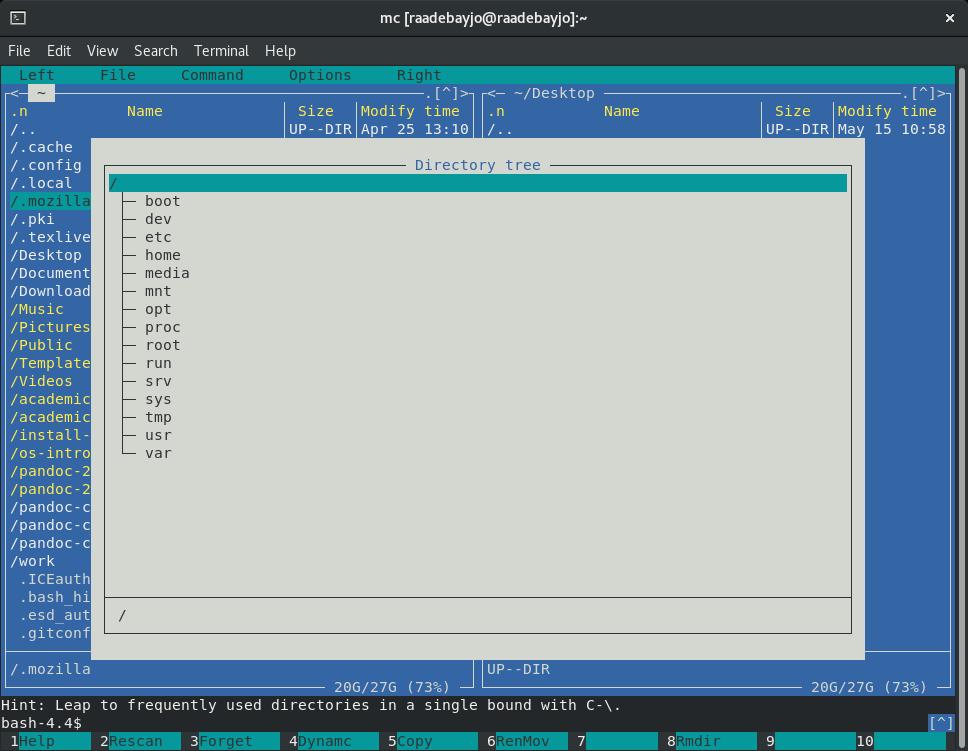 mc [raadebayjo@raadebayjo]:~
File Edit View Search Terminal Help
Left File Command Options Right
<─ ~ .[^]> <─ ~/Desktop .[^]>
.n Name Size Modify time .n Name Size Modify time
/.. UP--DIR Apr 25 13:10 /.. UP--DIR May 15 10:58
/.cache
/.config Directory tree
/.local /
/.mozilla boot
/.pki dev
/.texlive etc
/Desktop home
/Document media
/Download mnt
/Music opt
/Pictures proc
/Public root
/Template run
/Videos srv
/academic sys
/academic tmp
/install- usr
/os-intro var
/pandoc-2
/pandoc-2
/pandoc-c
/pandoc-c
/pandoc-c
/work
.ICEauth
.bash_hi
.esd_aut /
.gitconf
/.mozilla UP--DIR
20G/27G (73%) 20G/27G (73%)
Hint: Leap to frequently used directories in a single bound with C-\.
bash-4.4$ [^]
1Help 2Rescan 3Forget 4Dynamc 5Copy 6RenMov 7 8Rmdir 9 10